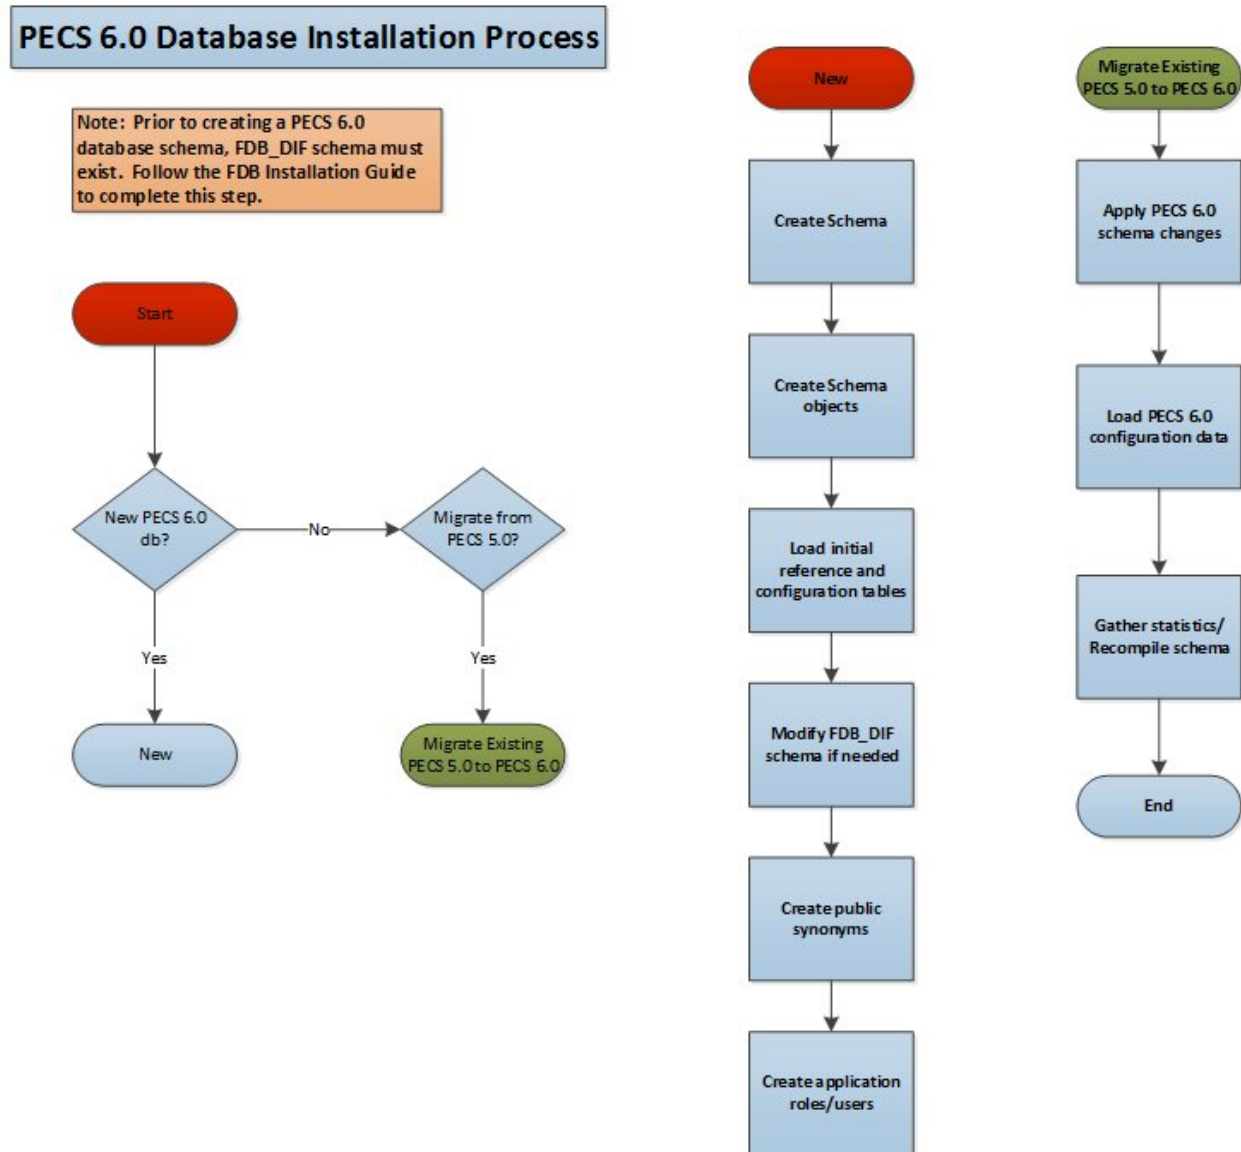 PECS 6.0 Database Installation Process
Note: Prior to creating a PECS 6.0
database schema, FDB_DIF schema must
exist. Follow the FDB Installation Guide
to complete this step.
Start
New PECS 6.0
db?
No
Migrate from
PECS 5.0?
Yes
Yes
New
Migrate Existing
PECS 5.0 to PECS 6.0
New
Create Schema
Create Schema
objects
Load initial
reference and
configuration tables
Modify FDB_DIF
schema if needed
Create public
synonyms
Create application
roles/users
Migrate Existing
PECS 5.0 to PECS 6.0
Apply PECS 6.0
schema changes
Load PECS 6.0
configuration data
Gather statistics/
Recompile schema
End